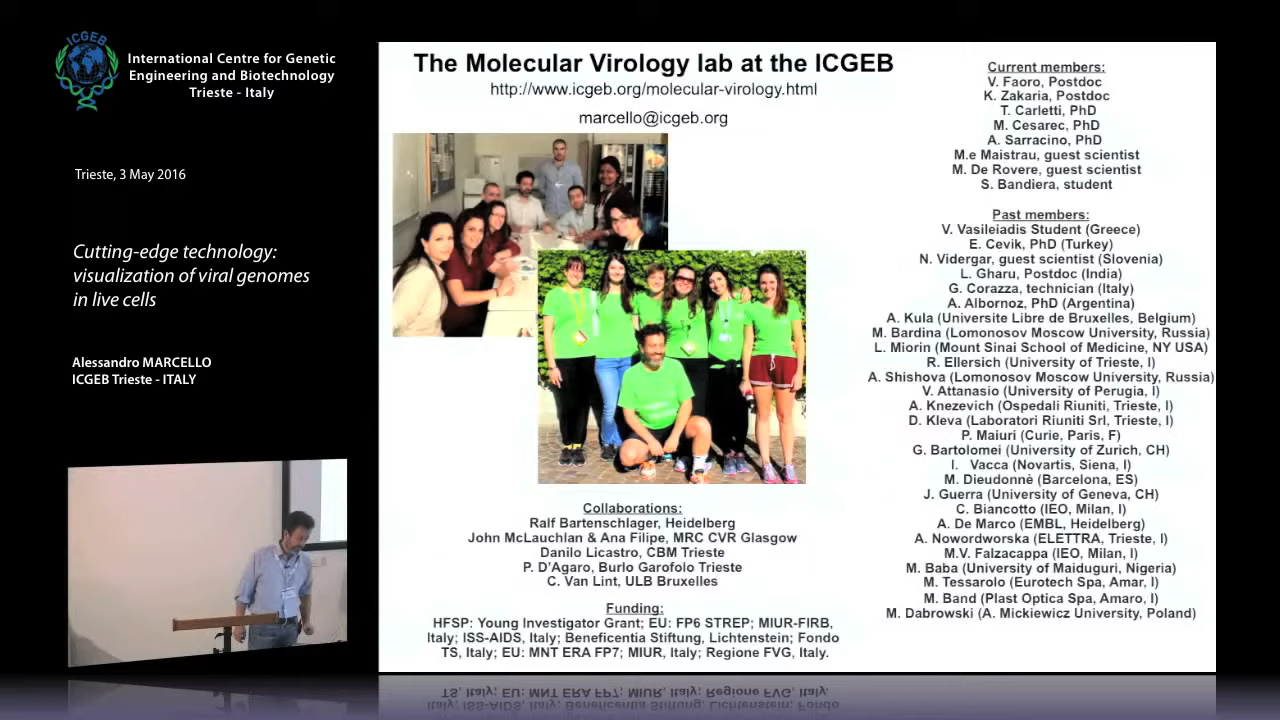 ICGEB
International Centre for Genetic
Engineering and Biotechnology
Trieste - Italy
Trieste, 3 May 2016
Cutting-edge technology:
visualization of viral genomes
in live cells
Alessandro MARCELLO
ICGEB Trieste - ITALY
The Molecular Virology lab at the ICGEB
http://www.icgeb.org/molecular-virology.html
marcello@icgeb.org
Collaborations:
Ralf Bartenschlager, Heidelberg
John McLauchlan & Ana Filipe, MRC CVR Glasgow
Danilo Licastro, CBM Trieste
P. D'Agaro, Burlo Garofolo Trieste
C. Van Lint, ULB Bruxelles
Funding:
HFSP: Young Investigator Grant; EU: FP6 STREP; MIUR-FIRB,
Italy; ISS-AIDS, Italy; Beneficentia Stiftung, Lichtenstein; Fondo
TS, Italy; EU: MNT ERA FP7; MIUR, Italy; Regione FVG, Italy.
Current members:
V. Faoro, Postdoc
K. Zakaria, Postdoc
T. Carletti, PhD
M. Cesarec, PhD
A. Sarracino, PhD
M.e Maistrau, guest scientist
M. De Rovere, guest scientist
S. Bandiera, student
Past members:
V. Vasileiadis Student (Greece)
E. Cevik, PhD (Turkey)
N. Vidergar, guest scientist (Slovenia)
L. Gharu, Postdoc (India)
G. Corazza, technician (Italy)
A. Albornoz, PhD (Argentina)
A. Kula (Universite Libre de Bruxelles, Belgium)
M. Bardina (Lomonosov Moscow University, Russia)
L. Miorin (Mount Sinai School of Medicine, NY USA)
R. Ellersich (University of Trieste, I)
A. Shishova (Lomonosov Moscow University, Russia)
V. Attanasio (University of Perugia, I)
A. Knezevich (Ospedali Riuniti, Trieste, I)
D. Kleva (Laboratori Riuniti Srl, Trieste, I)
P. Maiuri (Curie, Paris, F)
G. Bartolomei (University of Zurich, CH)
I. Vacca (Novartis, Siena, I)
M. Dieudonnè (Barcelona, ES)
J. Guerra (University of Geneva, CH)
C. Biancotto (IEO, Milan, I)
A. De Marco (EMBL, Heidelberg)
A. Nowordworska (ELETTRA, Trieste, I)
M.V. Falzacappa (IEO, Milan, I)
M. Baba (University of Maiduguri, Nigeria)
M. Tessarolo (Eurotech Spa, Amar, I)
M. Band (Plast Optica Spa, Amaro, I)
M. Dabrowski (A. Mickiewicz University, Poland)